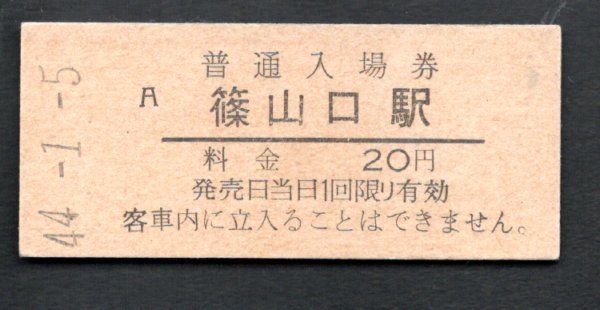 44.-1.-5
普通入場券
A 篠山口駅
料金 20円
発売日当日1回限り有効
客車内に立入ることはできません。